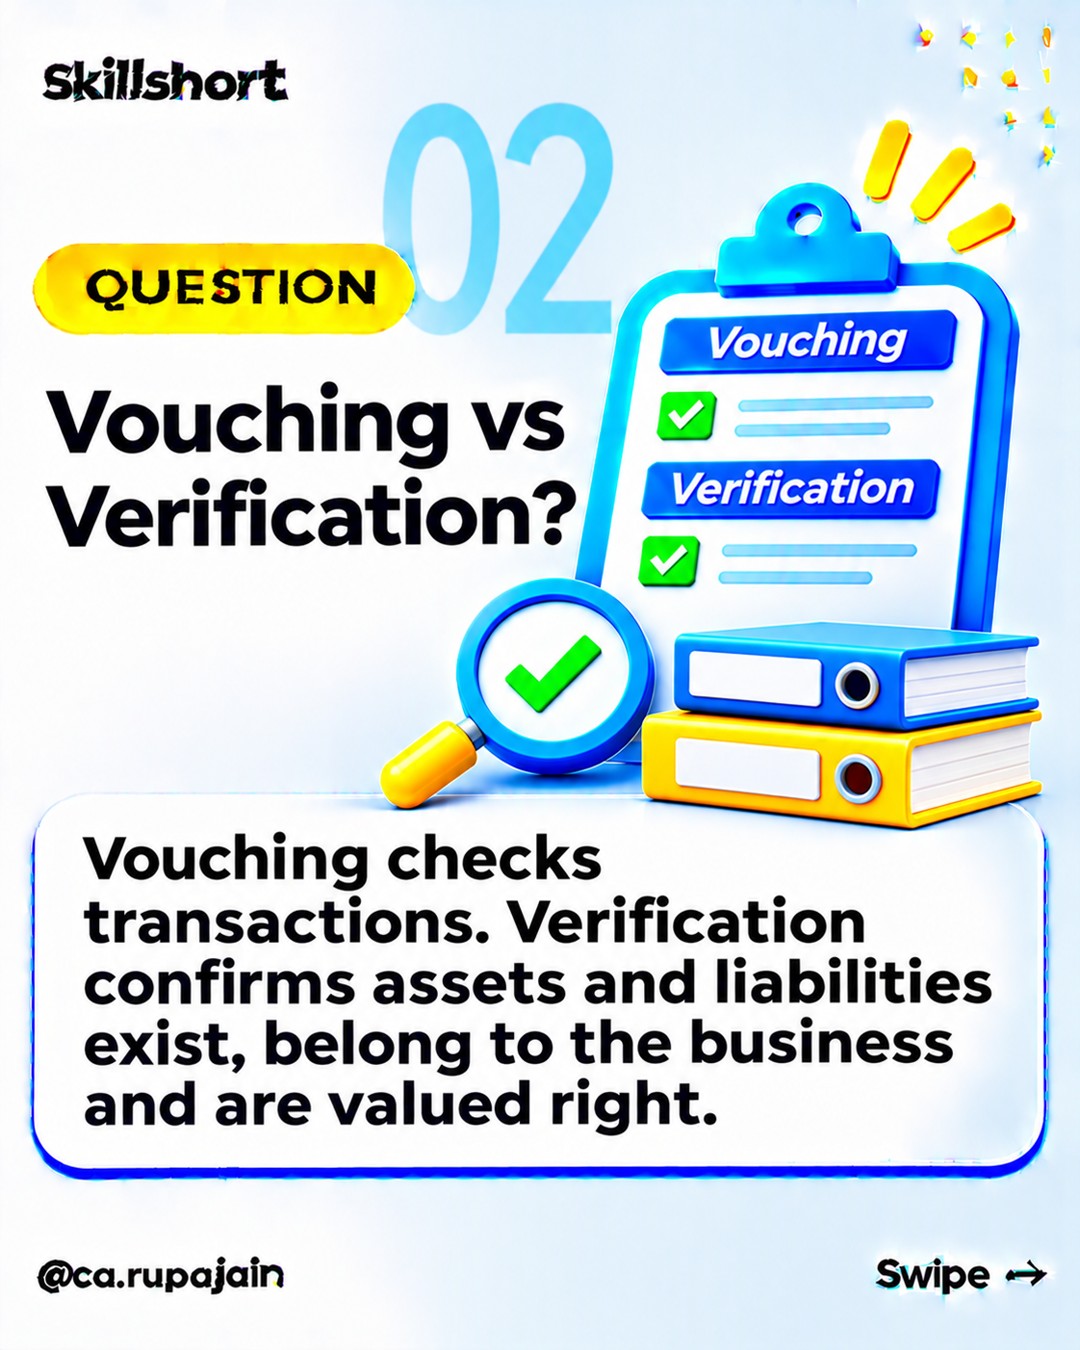 Skillshort
02
QUESTION
Vouching vs
Verification?
Vouching
Verification
Vouching checks
transactions. Verification
confirms assets and liabilities
exist, belong to the business
and are valued right.
@ca.rupajain
Swipe →